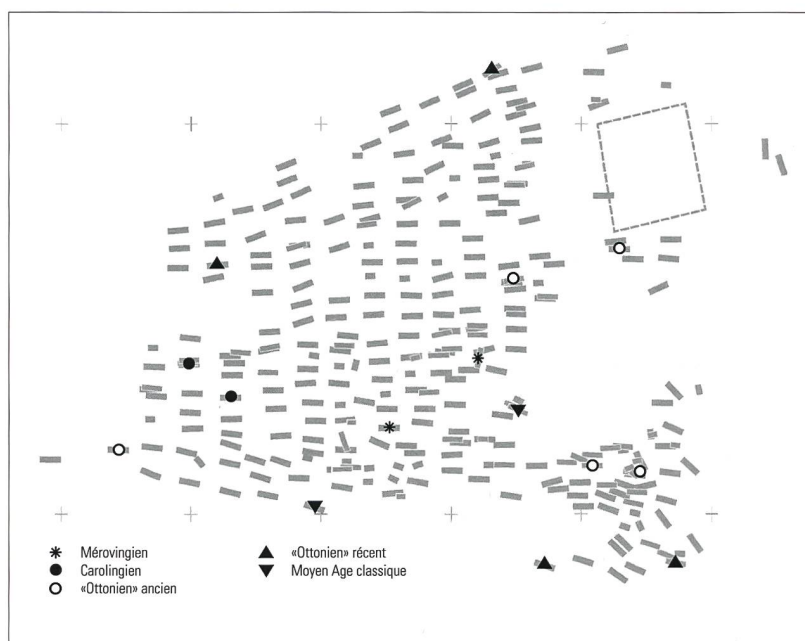 Mérovingien
Carolingien
«Ottonien» ancien
«Ottonien» récent
Moyen Age classique